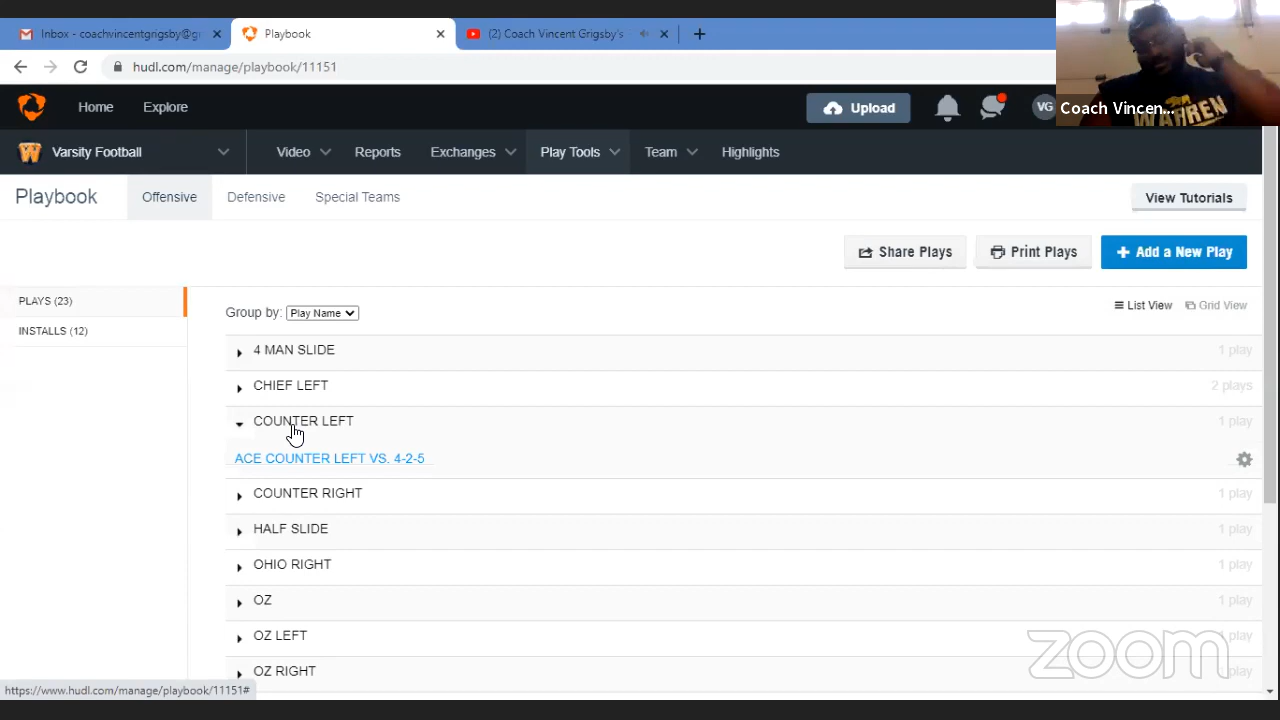 Inbox - coachvincentgrigsby@g
Playbook
(2) Coach Vincent Grigsby's
hudl.com/manage/playbook/11151
Home
Explore
Upload
VG
Coach Vincen...
WARREN
W
Varsity Football
Video
Reports
Exchanges
Play Tools
Team
Highlights
Playbook
Offensive
Defensive
Special Teams
View Tutorials
Share Plays
Print Plays
+ Add a New Play
PLAYS (23)
INSTALLS (12)
Group by: Play Name
List View
Grid View
4 MAN SLIDE
1 play
CHIEF LEFT
2 plays
COUNTER LEFT
1 play
ACE COUNTER LEFT VS. 4-2-5
COUNTER RIGHT
1 play
HALF SLIDE
1 play
OHIO RIGHT
1 play
OZ
1 play
OZ LEFT
1 play
OZ RIGHT
1 play
zoom
https://www.hudl.com/manage/playbook/11151#